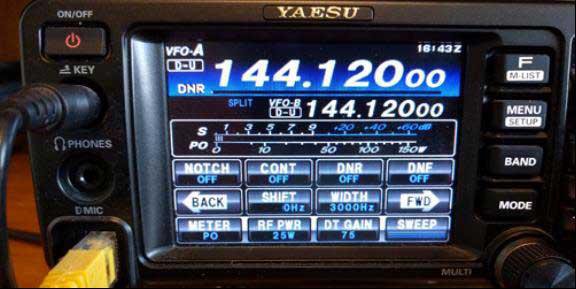 ON/OFF
YAESU
VFO-A
16:43Z
D-U
144.12000
DNR
SPLIT VFO-B
D-U
144.12000
S 1 3 5 7 9 +20 +40 +60dB
PO 0 10 50 100 150W
NOTCH CONT DNR DNF
OFF OFF OFF OFF
BACK SHIFT WIDTH FWD
0Hz 3000Hz
METER RF PWR DT GAIN SWEEP
PO 25W 75
KEY
PHONES
MIC
F
M-LIST
MENU
SETUP
BAND
MODE
MULTI